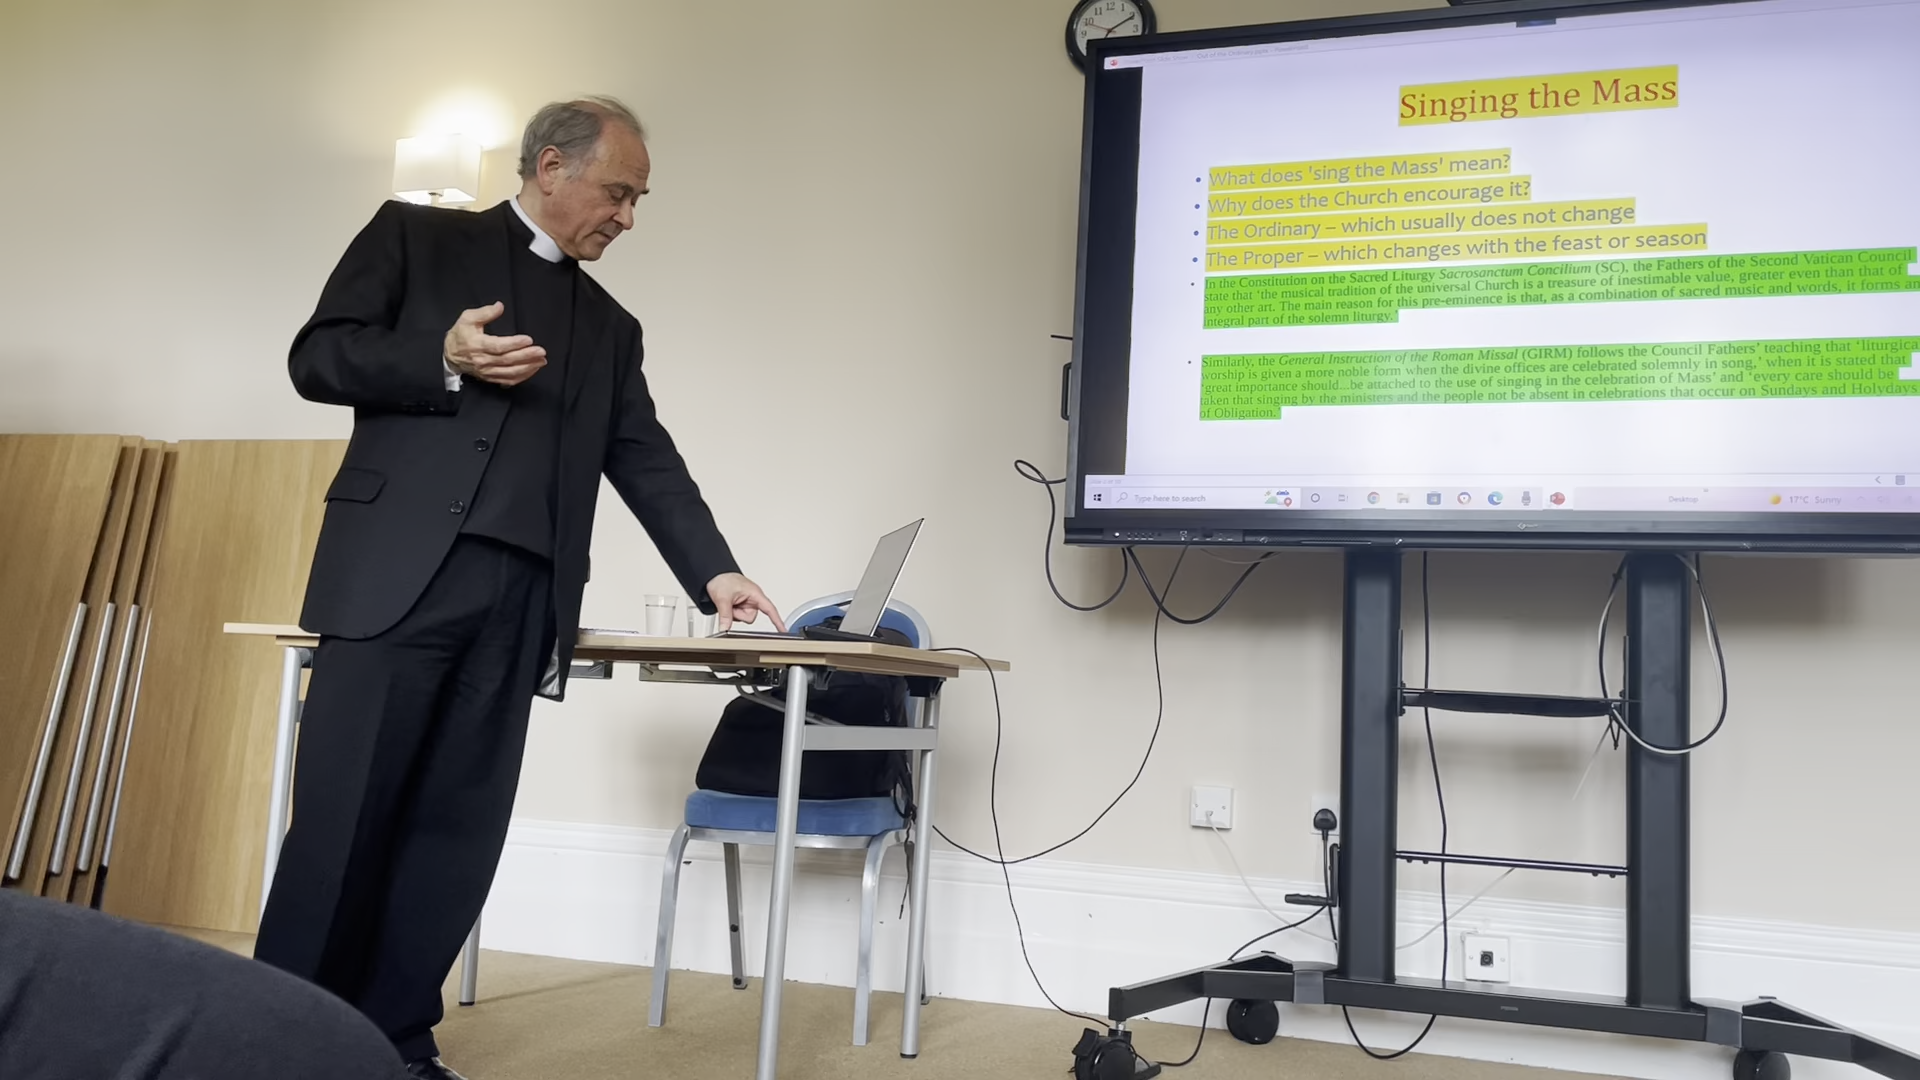 11 12 1
Singing the Mass
What does 'sing the Mass' mean?
Why does the Church encourage it?
The Ordinary – which usually does not change
The Proper – which changes with the feast or season
In the Constitution on the Sacred Liturgy Sacrosanctum Concilium (SC), the Fathers of the Second Vatican Council
state that 'the musical tradition of the universal Church is a treasure of inestimable value, greater even than that of
any other art. The main reason for this pre-eminence is that, as a combination of sacred music and words, it forms an
integral part of the solemn liturgy.'
Similarly, the General Instruction of the Roman Missal (GIRM) follows the Council Fathers' teaching that 'liturgica
worship is given a more noble form when the divine offices are celebrated solemnly in song,' when it is stated that
'great importance should...be attached to the use of singing in the celebration of Mass' and 'every care should be
taken that singing by the ministers and the people not be absent in celebrations that occur on Sundays and Holydays
of Obligation.'
Type here to search
Desktop
17°C Sunny